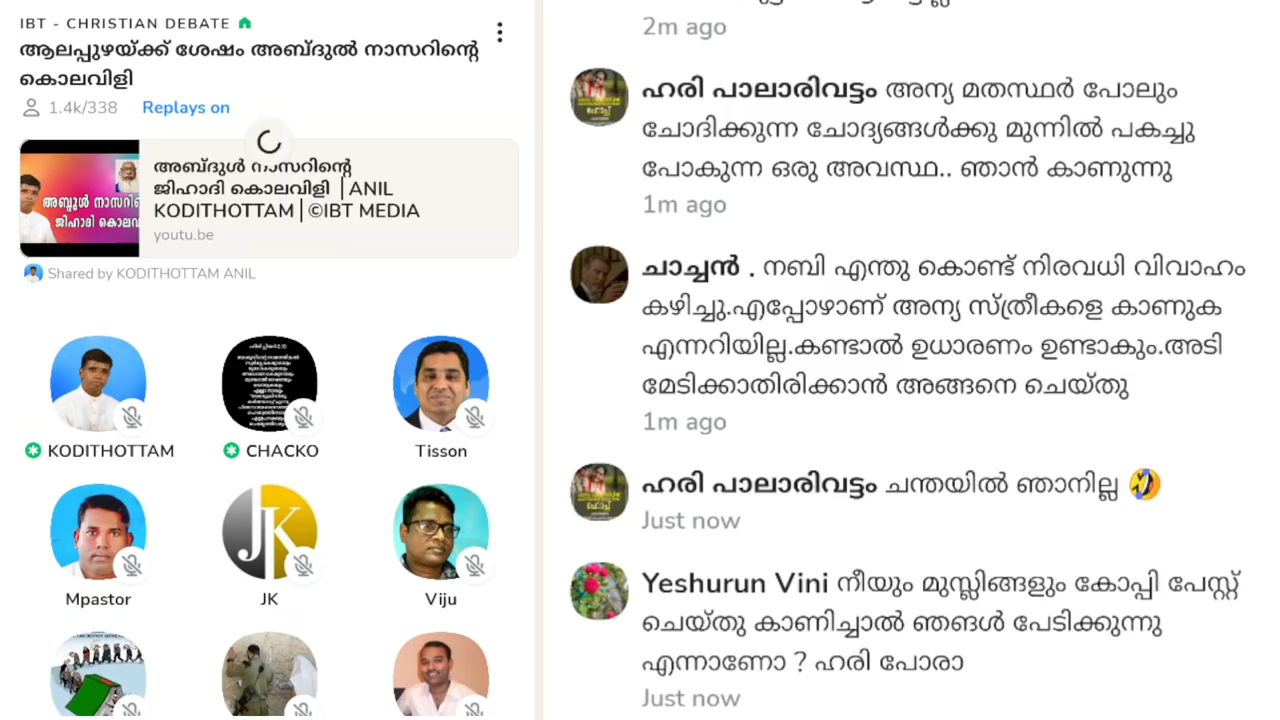 IBT - CHRISTIAN DEBATE
ആലപ്പുഴയ്ക്ക് ശേഷം അബ്ദുൽ നാസറിന്റെ
കൊലവിളി
1.4k/338 Replays on
അബ്ദുൾ നാസറിന്റെ
ജിഹാദി കൊലവിളി |ANIL
KODITHOTTAM|©IBT MEDIA
youtu.be
അബ്ദുൾ
ജിഹാദി
Shared by KODITHOTTAM ANIL
KODITHOTTAM
CHACKO
Tisson
Mpastor
JK
JK
Viju
2m ago
ഹരി പാലാരിവട്ടം അന്യ മതസ്ഥർ പോലും
ചോദിക്കുന്ന ചോദ്യങ്ങൾക്കു മുന്നിൽ പകച്ചു
പോകുന്ന ഒരു അവസ്ഥ.. ഞാൻ കാണുന്നു
1m ago
ചാച്ചൻ . നബി എന്തു കൊണ്ട് നിരവധി വിവാഹം
കഴിച്ചു.എപ്പോഴാണ് അന്യ സ്ത്രീകളെ കാണുക
എന്നറിയില്ല.കണ്ടാൽ ഉധാരണം ഉണ്ടാകും.അടി
മേടിക്കാതിരിക്കാൻ അങ്ങനെ ചെയ്തു
1m ago
ഹരി പാലാരിവട്ടം ചന്തയിൽ ഞാനില്ല 🤣
Just now
Yeshurun Vini നീയും മുസ്ലിങ്ങളും കോപ്പി പേസ്റ്റ്
ചെയ്തു കാണിച്ചാൽ ഞങൾ പേടിക്കുന്നു
എന്നാണോ ? ഹരി പോരാ
Just now